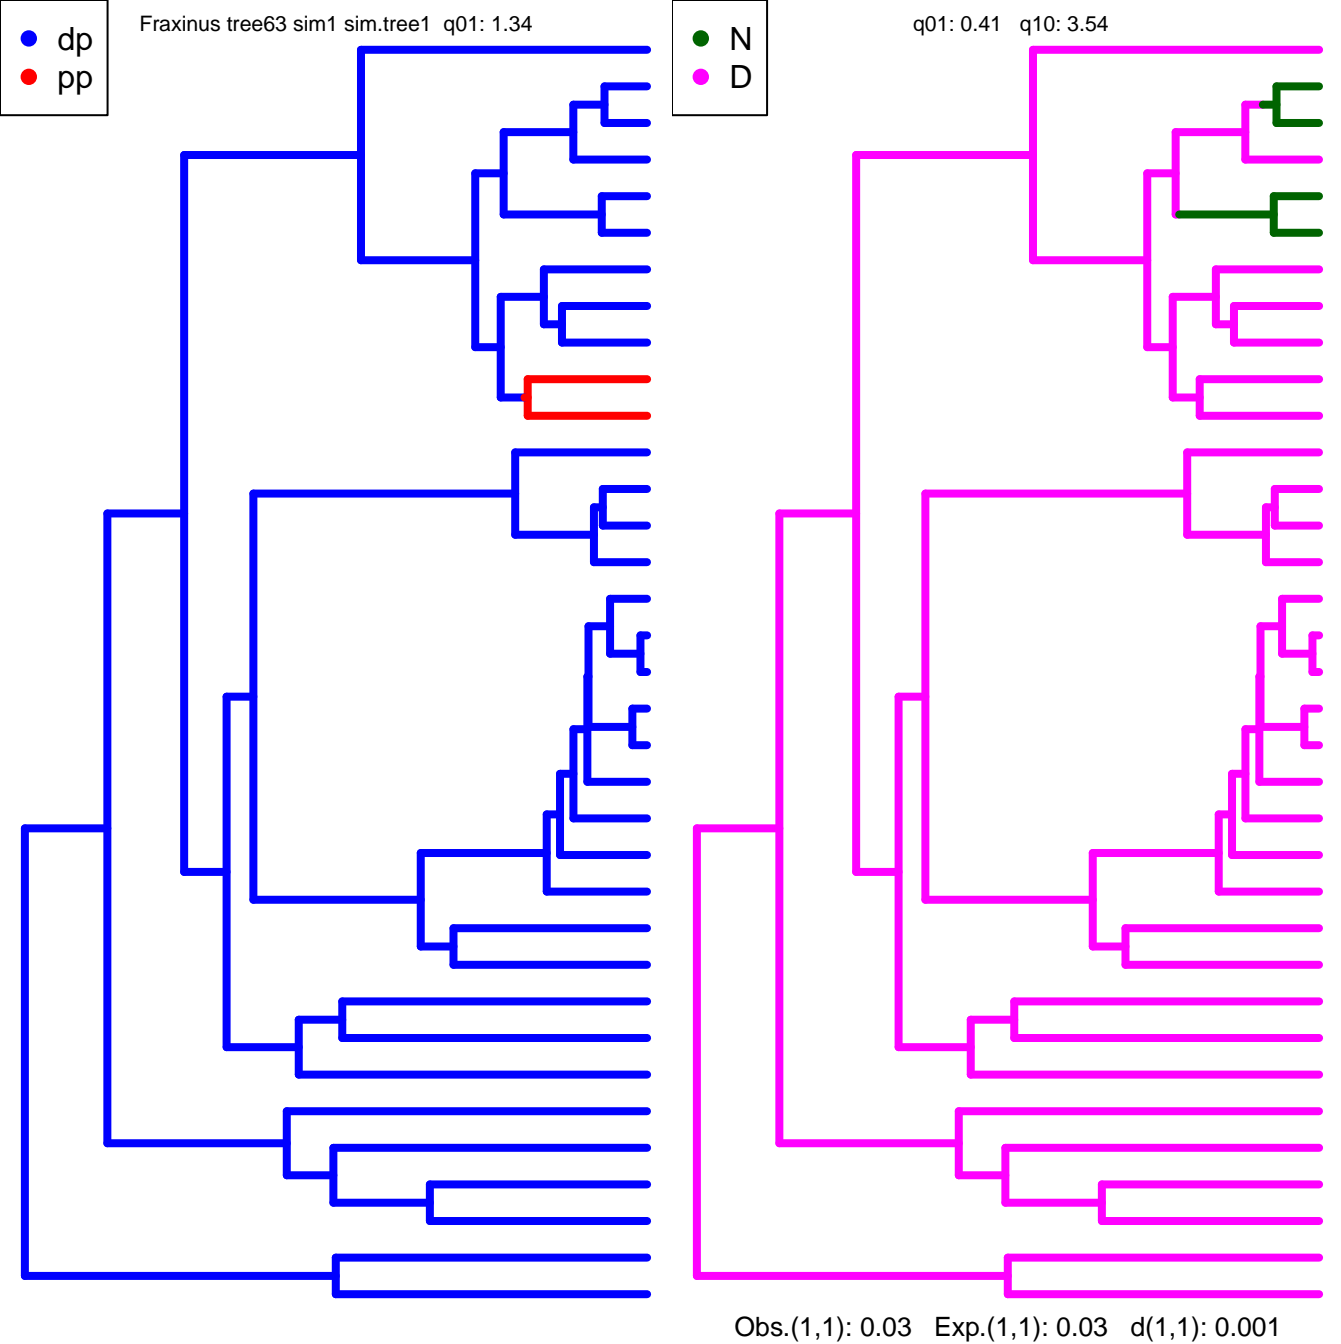 Fraxinus tree63 sim1 sim.tree1 q01: 1.34
dp
pp
q01: 0.41 q10: 3.54
N
D
Obs.(1,1): 0.03 Exp.(1,1): 0.03 d(1,1): 0.001